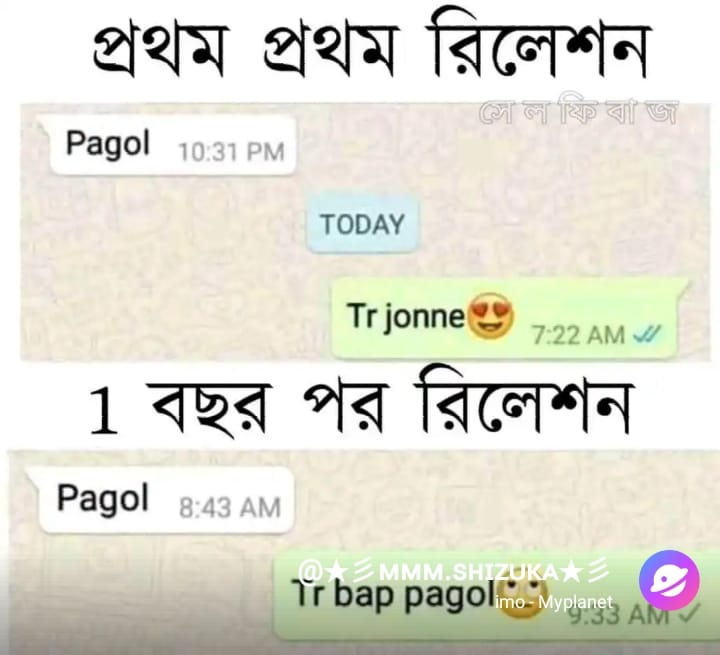 প্রথম প্রথম রিলেশন
সে ল ফি বা জ
Pagol 10:31 PM
TODAY
Tr jonne😍 7:22 AM
1 বছর পর রিলেশন
Pagol 8:43 AM
@★彡MMM.SHIZUKA★彡
Tr bap pagol🙄 9:33 AM
imo - Myplanet